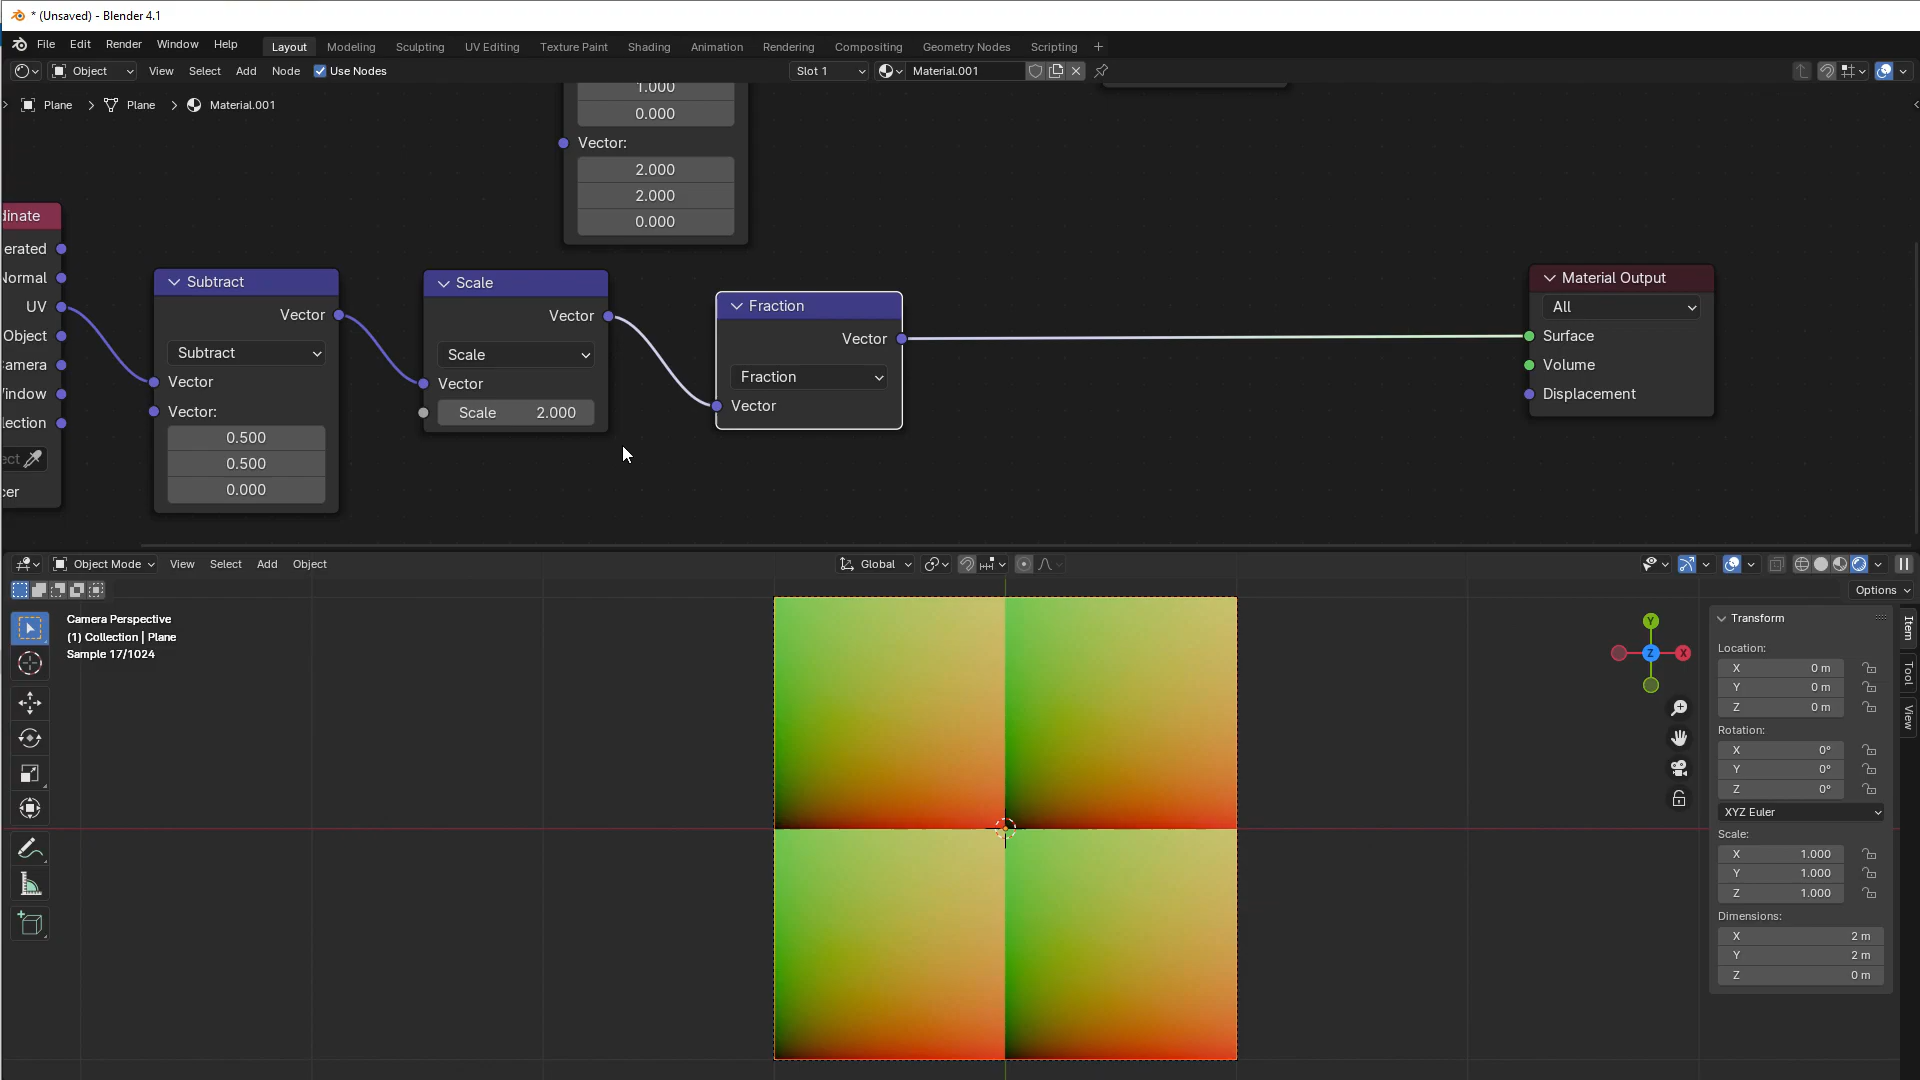 * (Unsaved) - Blender 4.1
File Edit Render Window Help Layout Modeling Sculpting UV Editing Texture Paint Shading Animation Rendering Compositing Geometry Nodes Scripting +
Object View Select Add Node Use Nodes Slot 1 Material.001
Plane > Plane > Material.001
1.000
0.000
Vector:
2.000
2.000
0.000
dinate
erated
Normal
UV
Object
amera
indow
lection
ect
cer
Subtract
Vector
Subtract
Vector
Vector:
0.500
0.500
0.000
Scale
Vector
Scale
Vector
Scale 2.000
Fraction
Vector
Fraction
Vector
Material Output
All
Surface
Volume
Displacement
Object Mode View Select Add Object Global
Options
Camera Perspective
(1) Collection | Plane
Sample 17/1024
Y
Z
X
Transform
Location:
X 0 m
Y 0 m
Z 0 m
Rotation:
X 0°
Y 0°
Z 0°
XYZ Euler
Scale:
X 1.000
Y 1.000
Z 1.000
Dimensions:
X 2 m
Y 2 m
Z 0 m
Item
Tool
View